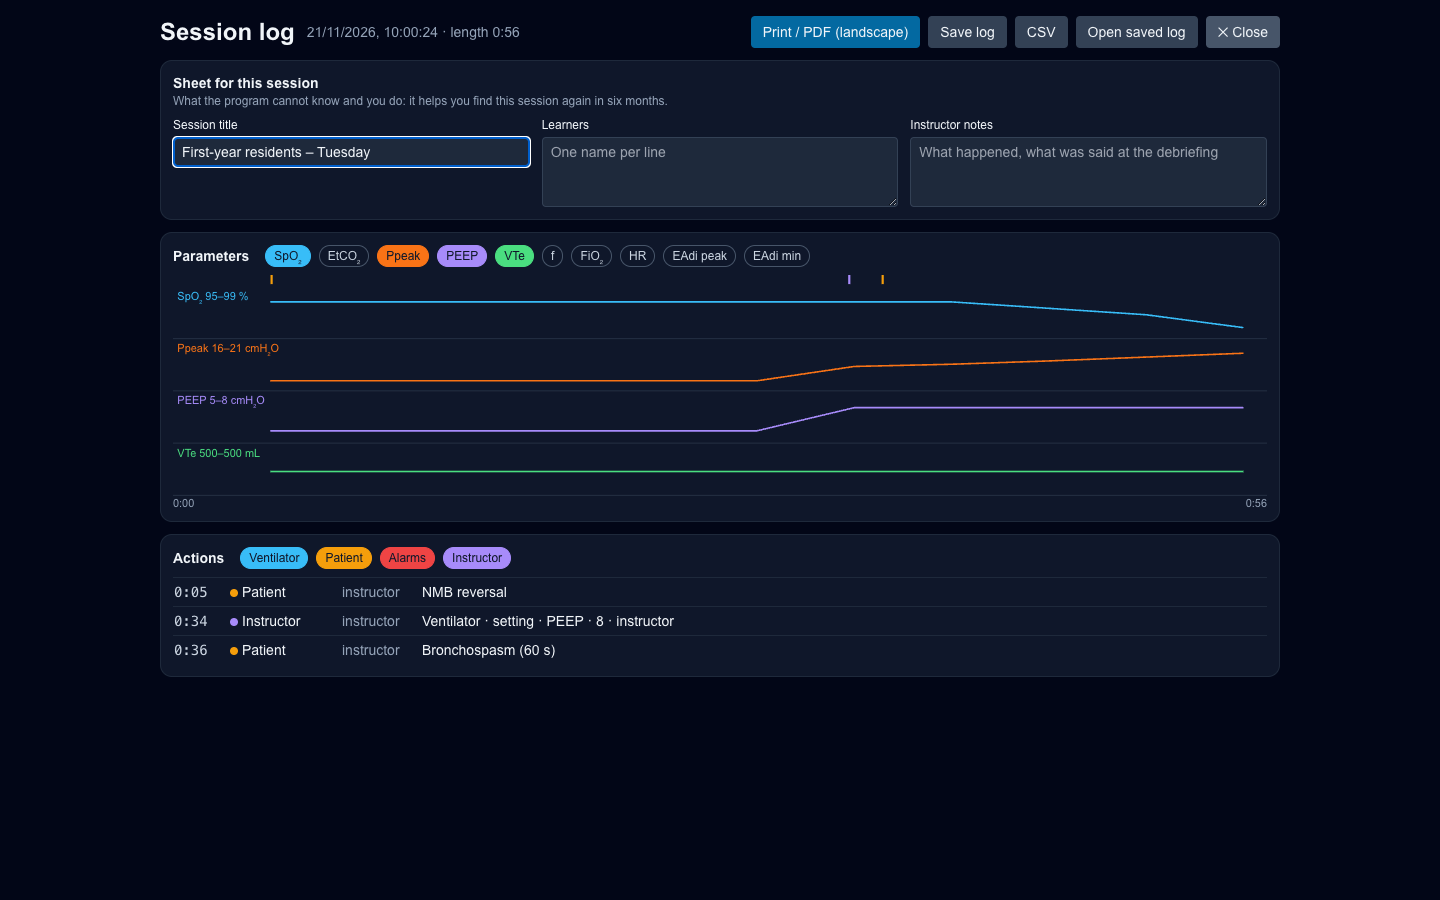 Session log 21/11/2026, 10:00:24 · length 0:56 Print / PDF (landscape) Save log CSV Open saved log ✕ Close
Sheet for this session
What the program cannot know and you do: it helps you find this session again in six months.
Session title Learners Instructor notes
First-year residents – Tuesday One name per line What happened, what was said at the debriefing
Parameters SpO₂ EtCO₂ Ppeak PEEP VTe f FiO₂ HR EAdi peak EAdi min
SpO₂ 95–99 %
Ppeak 16–21 cmH₂O
PEEP 5–8 cmH₂O
VTe 500–500 mL
0:00 0:56
Actions Ventilator Patient Alarms Instructor
0:05 Patient instructor NMB reversal
0:34 Instructor instructor Ventilator · setting · PEEP · 8 · instructor
0:36 Patient instructor Bronchospasm (60 s)